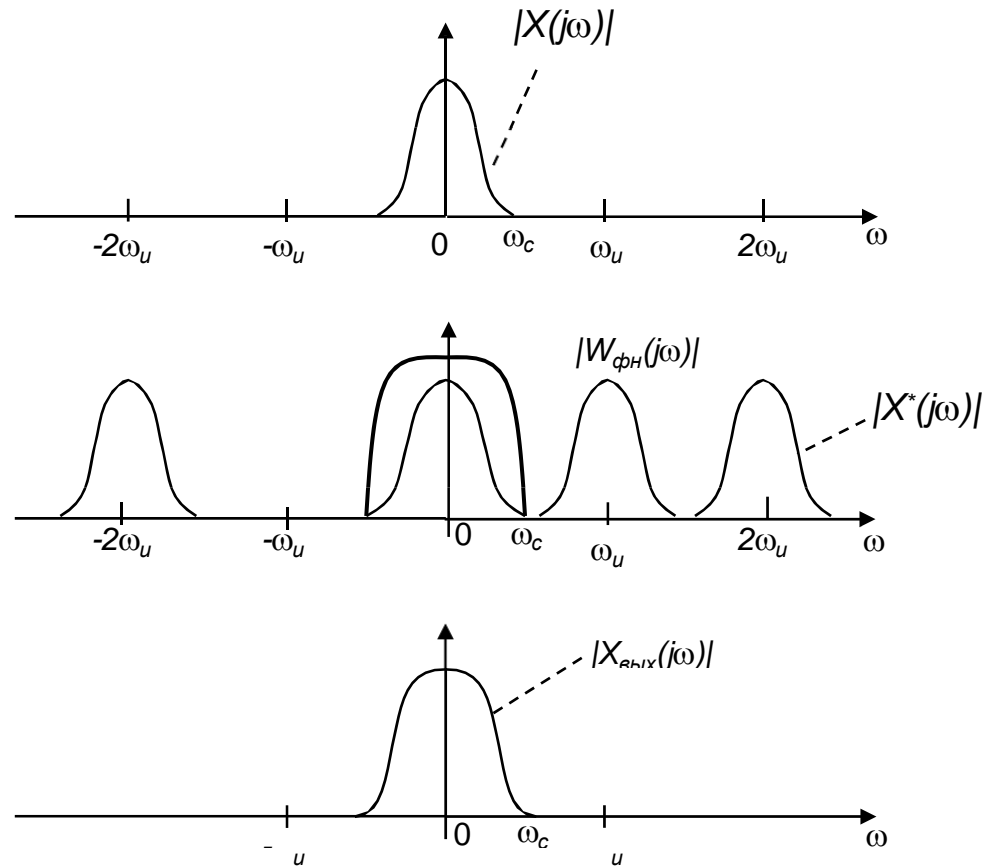 |X(jω)|
-2ωu -ωu 0 ωc ωu 2ωu ω
|Wфн(jω)|
|X*(jω)|
-2ωu -ωu 0 ωc ωu 2ωu ω
|Xвых(jω)|
- u 0 ωc u ω